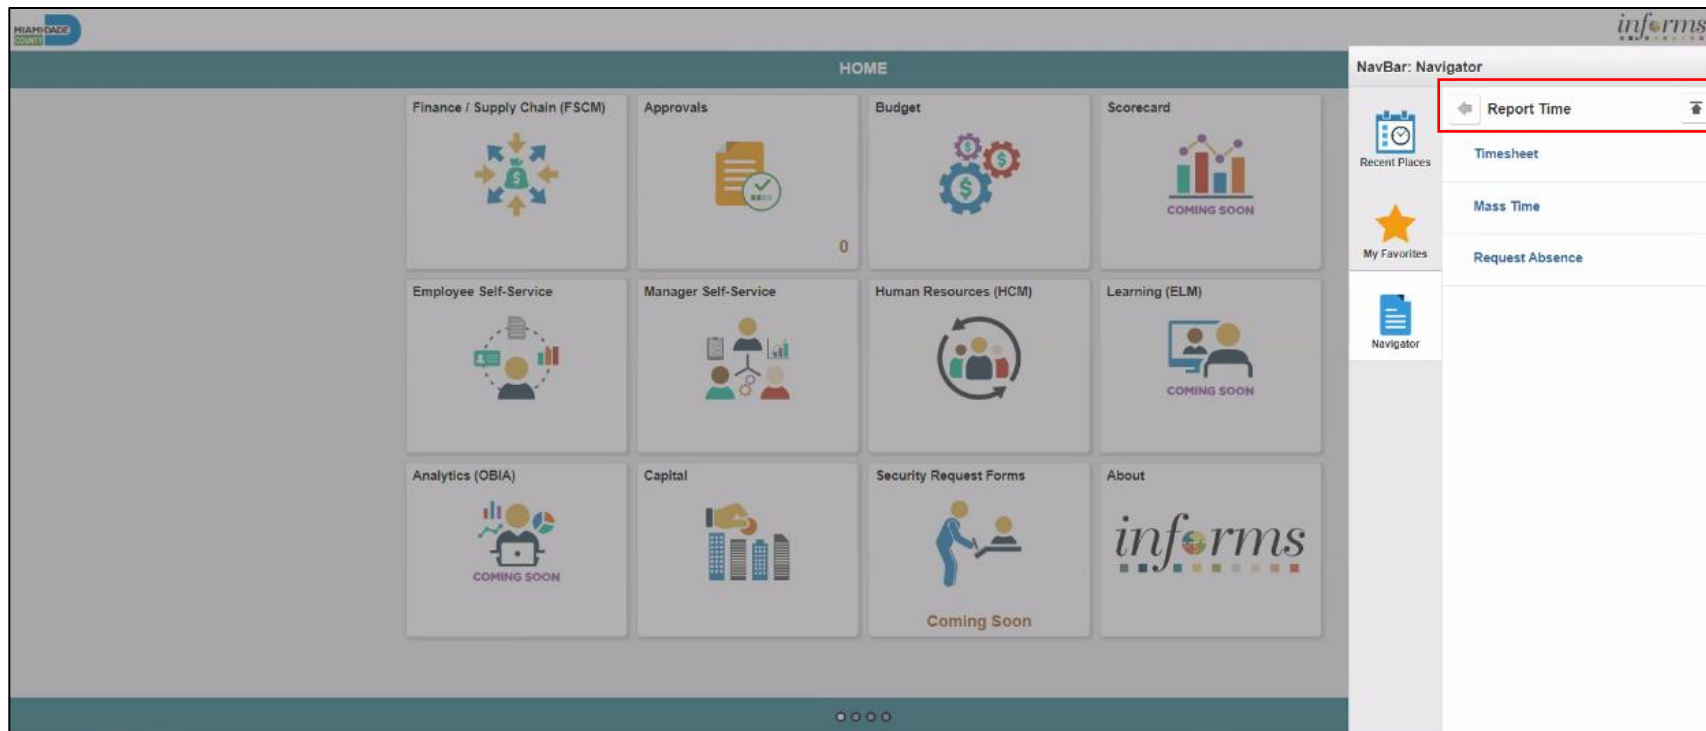 MIAMI-DADE
COUNTY
informs
HOME
NavBar: Navigator
Finance / Supply Chain (FSCM)
Approvals
Budget
Scorecard
COMING SOON
0
Employee Self-Service
Manager Self-Service
Human Resources (HCM)
Learning (ELM)
COMING SOON
Analytics (OBIA)
Capital
Security Request Forms
About
COMING SOON
Coming Soon
informs
Recent Places
My Favorites
Navigator
Report Time
Timesheet
Mass Time
Request Absence